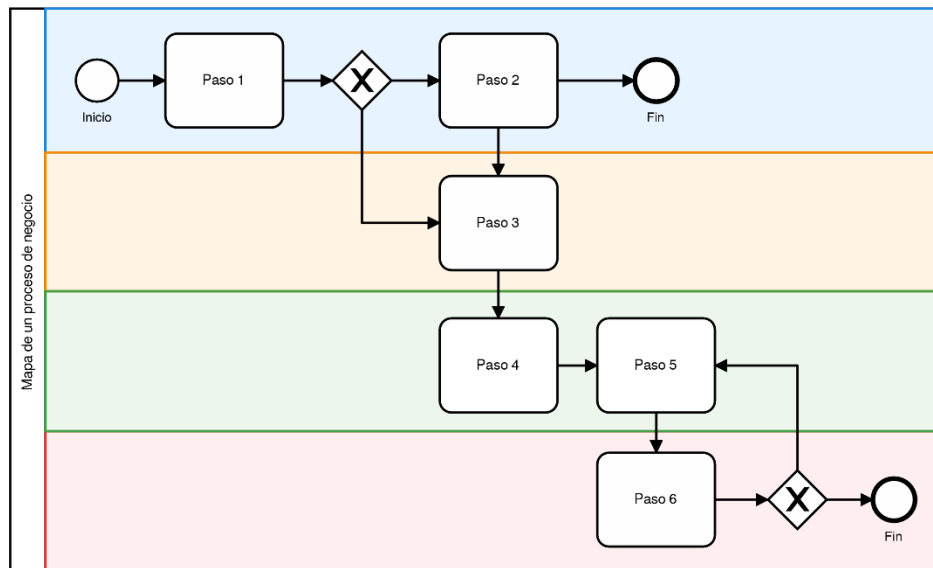 Mapa de un proceso de negocio
Inicio
Paso 1
X
Paso 2
Fin
Paso 3
Paso 4
Paso 5
Paso 6
X
Fin